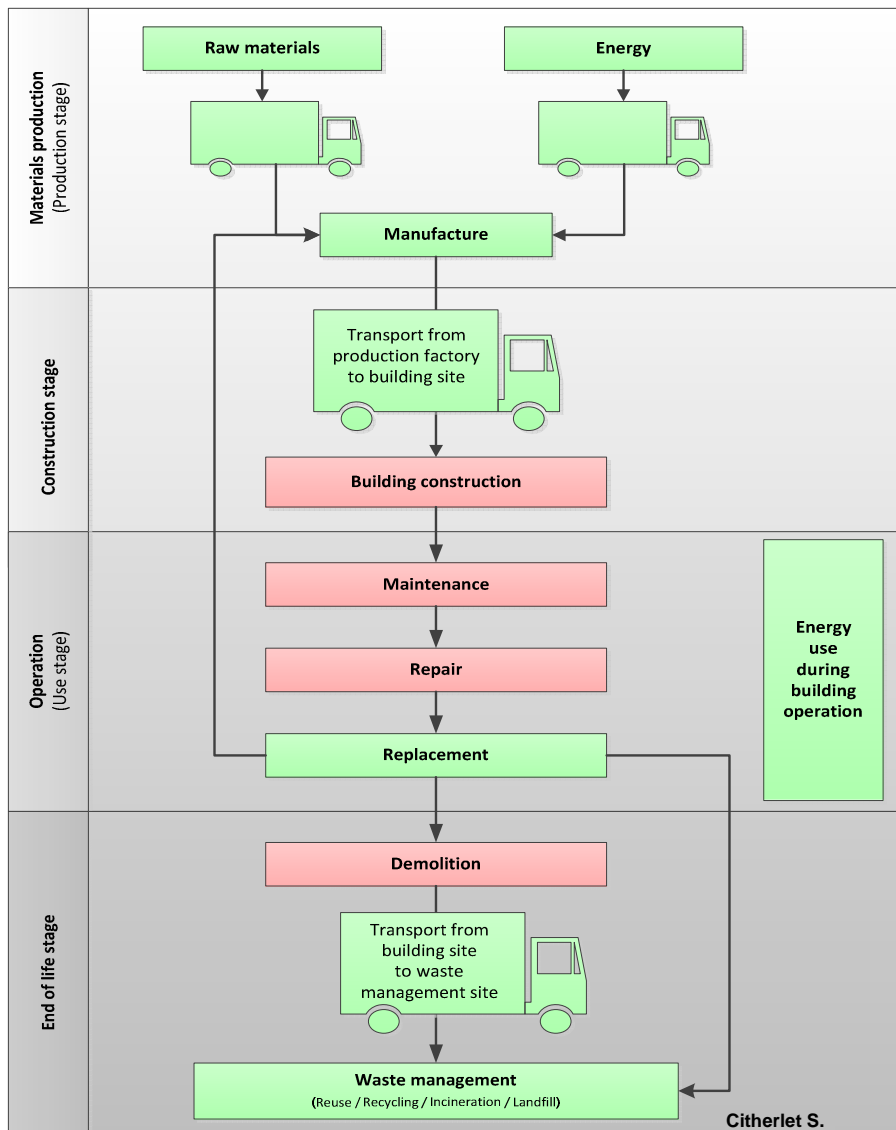 Materials production
(Production stage)
Raw materials
Energy
Manufacture
Construction stage
Transport from
production factory
to building site
Building construction
Operation
(Use stage)
Maintenance
Repair
Replacement
Energy
use
during
building
operation
End of life stage
Demolition
Transport from
building site
to waste
management site
Waste management
(Reuse / Recycling / Incineration / Landfill)
Citherlet S.